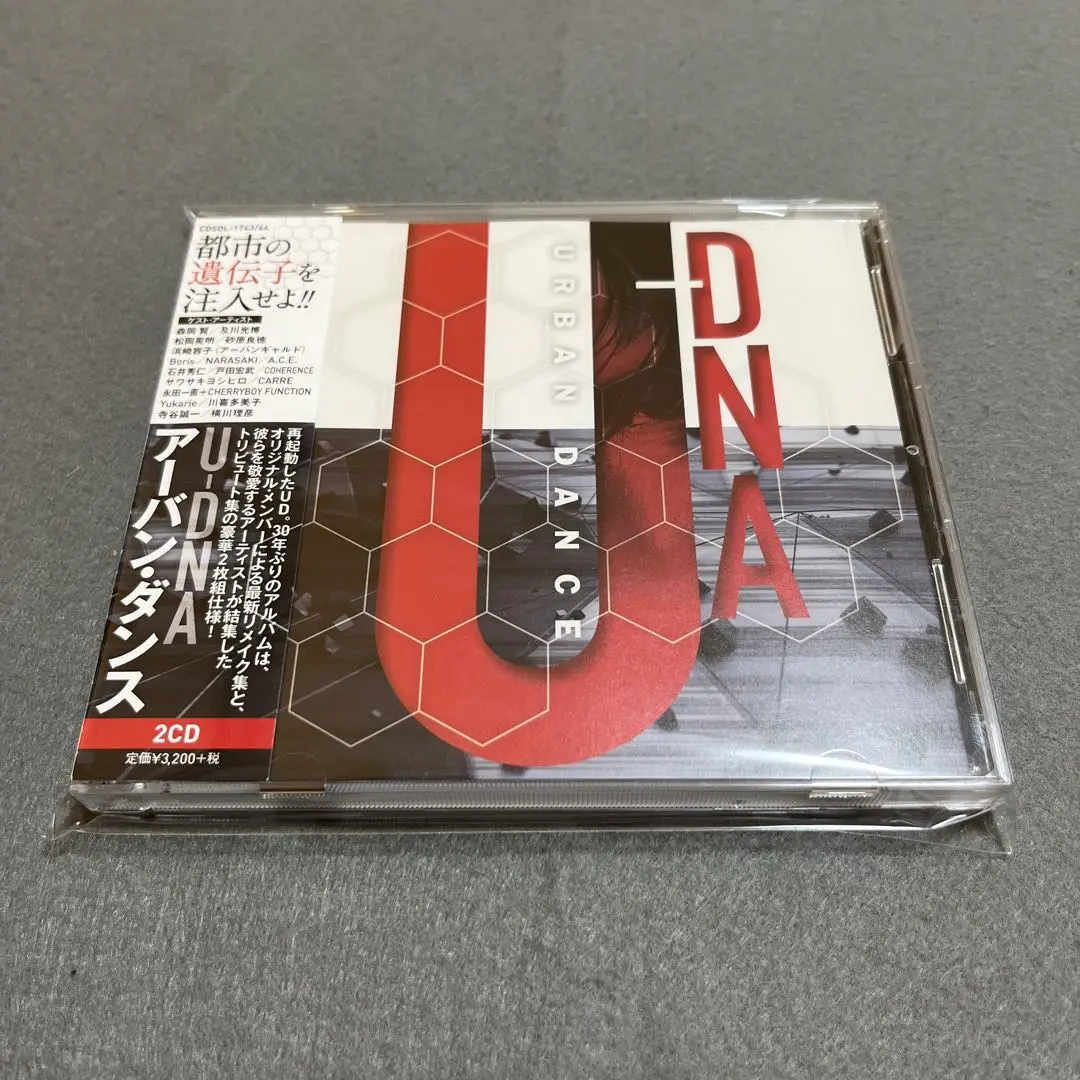 CDSOL-1763/64
都市の
遺伝子を
注入せよ!!
ゲスト・アーティスト
森岡 賢／及川光博
松岡英明／砂原良徳
浜崎容子(アーバンギャルド)
Boris／NARASAKI／A.C.E.
石井秀仁／戸田宏武／COHERENCE
サワサキヨシヒロ／CARRE
永田一直+CHERRYBOY FUNCTION
Yukarie／川喜多美子
寺谷誠一／横川理彦
再起動したUD。30年ぶりのアルバムは、
オリジナル・メンバーによる最新リメイク集と、
彼らを敬愛するアーティストが結集した
トリビュート集の豪華2枚組仕様!
U-DNA
アーバン・ダンス
2CD
定価¥3,200+税
URBAN DANCE
U-DNA